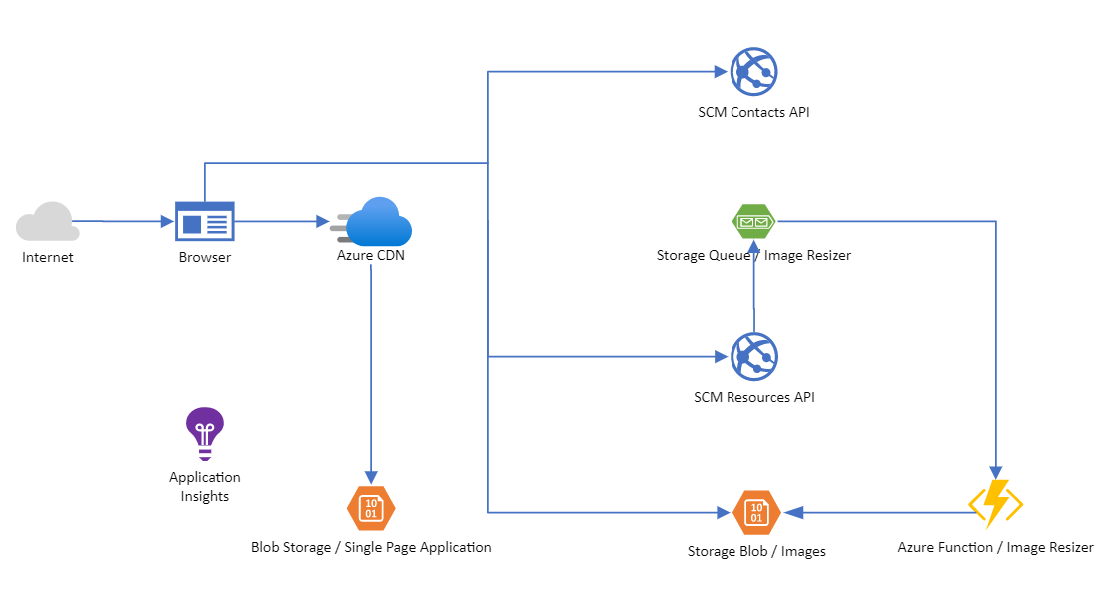 SCM Contacts API
Internet
Browser
Azure CDN
Storage Queue / Image Resizer
SCM Resources API
Application
Insights
10
01
Blob Storage / Single Page Application
10
01
Storage Blob / Images
Azure Function / Image Resizer